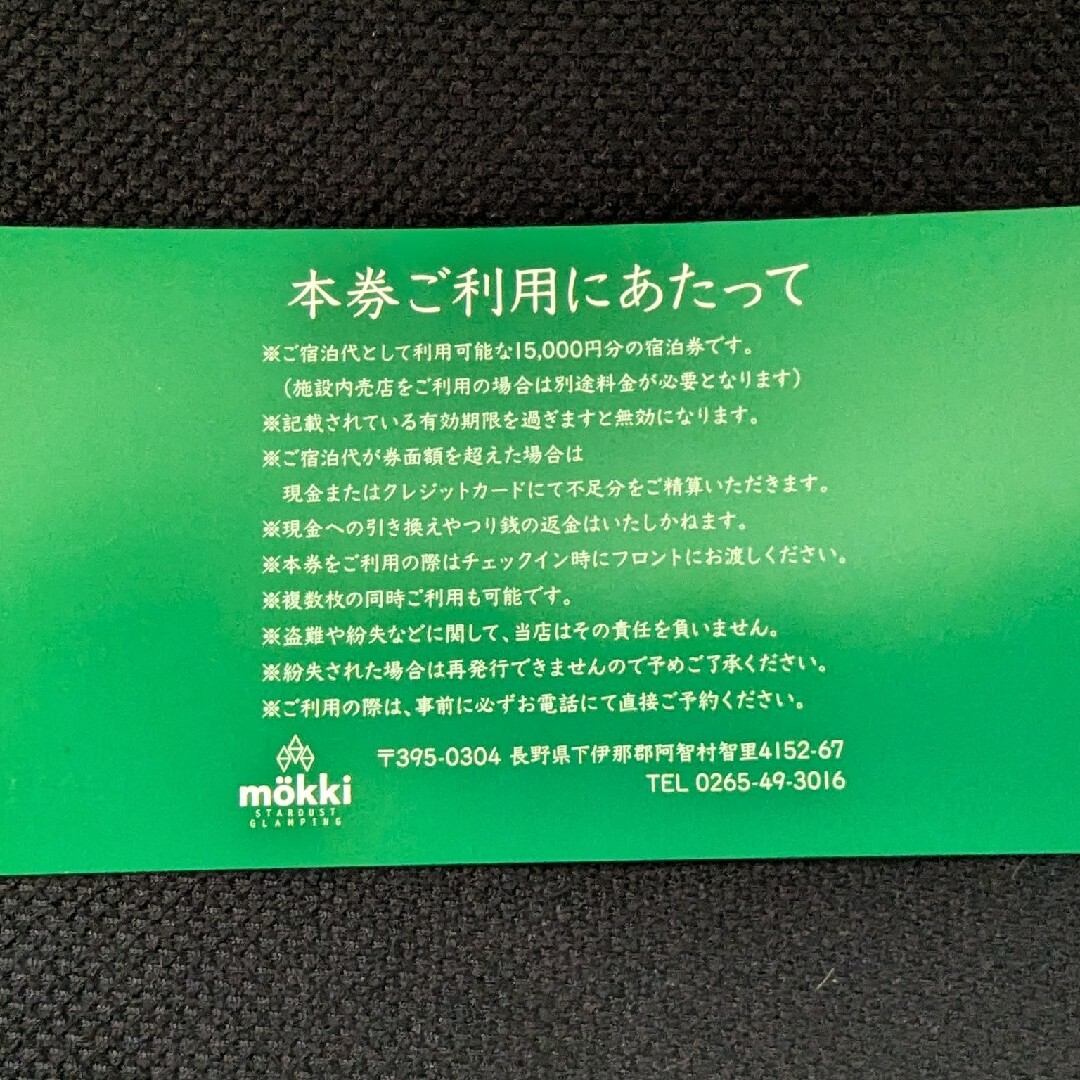 本券ご利用にあたって
※ご宿泊代として利用可能な15,000円分の宿泊券です。
（施設内売店をご利用の場合は別途料金が必要となります）
※記載されている有効期限を過ぎますと無効になります。
※ご宿泊代が券面額を超えた場合は
現金またはクレジットカードにて不足分をご精算いただきます。
※現金への引き換えやつり銭の返金はいたしかねます。
※本券をご利用の際はチェックイン時にフロントにお渡しください。
※複数枚の同時ご利用も可能です。
※盗難や紛失などに関して、当店はその責任を負いません。
※紛失された場合は再発行できませんので予めご了承ください。
※ご利用の際は、事前に必ずお電話にて直接ご予約ください。
〒395-0304 長野県下伊那郡阿智村智里4152-67
TEL 0265-49-3016
mökki
STARDUST
GLAMPING